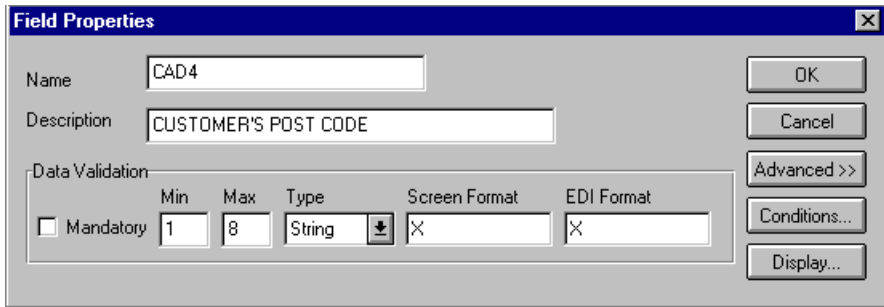 Field Properties
Name CAD4 OK
Description CUSTOMER'S POST CODE Cancel
Data Validation Advanced >>
Min Max Type Screen Format EDI Format
Mandatory 1 8 String X X Conditions...
Display...